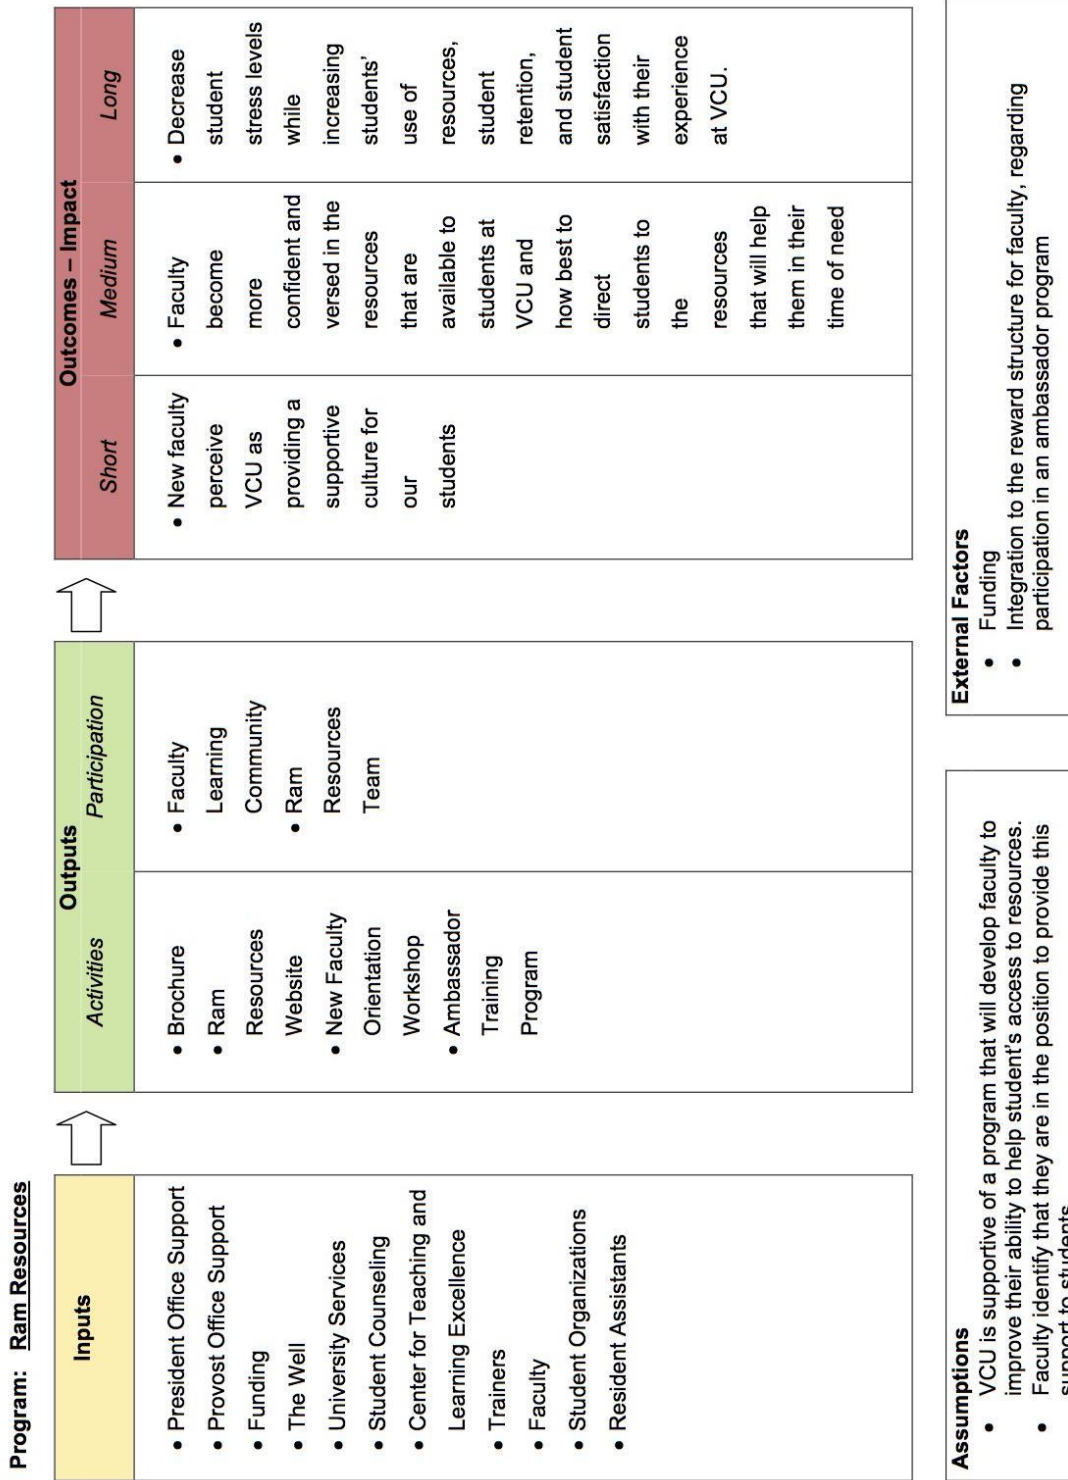 Program: Ram Resources
Inputs
• President Office Support
• Provost Office Support
• Funding
• The Well
• University Services
• Student Counseling
• Center for Teaching and
Learning Excellence
• Trainers
• Faculty
• Student Organizations
• Resident Assistants
Outputs
Activities
• Brochure
• Ram
Resources
Website
• New Faculty
Orientation
Workshop
• Ambassador
Training
Program
Participation
• Faculty
Learning
Community
• Ram
Resources
Team
Outcomes – Impact
Short
• New faculty
perceive
VCU as
providing a
supportive
culture for
our
students
Medium
• Faculty
become
more
confident and
versed in the
resources
that are
available to
students at
VCU and
how best to
direct
students to
the
resources
that will help
them in their
time of need
Long
• Decrease
student
stress levels
while
increasing
students'
use of
resources,
student
retention,
and student
satisfaction
with their
experience
at VCU.
Assumptions
• VCU is supportive of a program that will develop faculty to
improve their ability to help student's access to resources.
• Faculty identify that they are in the position to provide this
support to students
External Factors
• Funding
• Integration to the reward structure for faculty, regarding
participation in an ambassador program